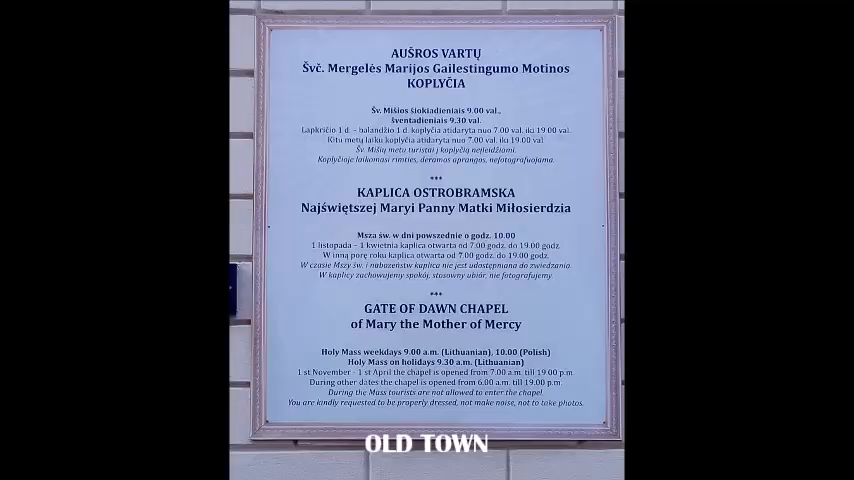 AUŠROS VARTŲ
Švč. Mergelės Marijos Gailestingumo Motinos
KOPLYČIA
Šv. Mišios šiokiadieniais 9.00 val.,
šventadieniais 9.30 val.
Lapkričio 1 d. – balandžio 1 d. koplyčia atidaryta nuo 7.00 val. iki 19.00 val.
Kitu metų laiku koplyčia atidaryta nuo 7.00 val. iki 19.00 val.
Šv. Mišių metu turistai į koplyčią neįleidžiami.
Koplyčioje laikomasi rimties, deramos aprangos, nefotografuojama.
***
KAPLICA OSTROBRAMSKA
Najświętszej Maryi Panny Matki Miłosierdzia
Msza św. w dni powszednie o godz. 10.00
1 listopada – 1 kwietnia kaplica otwarta od 7.00 godz. do 19.00 godz.
W inną porę roku kaplica otwarta od 7.00 godz. do 19.00 godz.
W czasie Mszy św. i nabożeństw kaplica nie jest udostępniana do zwiedzania.
W kaplicy zachowujemy spokój, stosowny ubiór, nie fotografujemy.
***
GATE OF DAWN CHAPEL
of Mary the Mother of Mercy
Holy Mass weekdays 9.00 a.m. (Lithuanian), 10.00 (Polish)
Holy Mass on holidays 9.30 a.m. (Lithuanian)
1 st November - 1 st April the chapel is opened from 7.00 a.m. till 19.00 p.m
During other dates the chapel is opened from 6.00 a.m. till 19.00 p.m.
During the Mass tourists are not allowed to enter the chapel.
You are kindly requested to be properly dressed, not make noise, not to take photos.
OLD TOWN